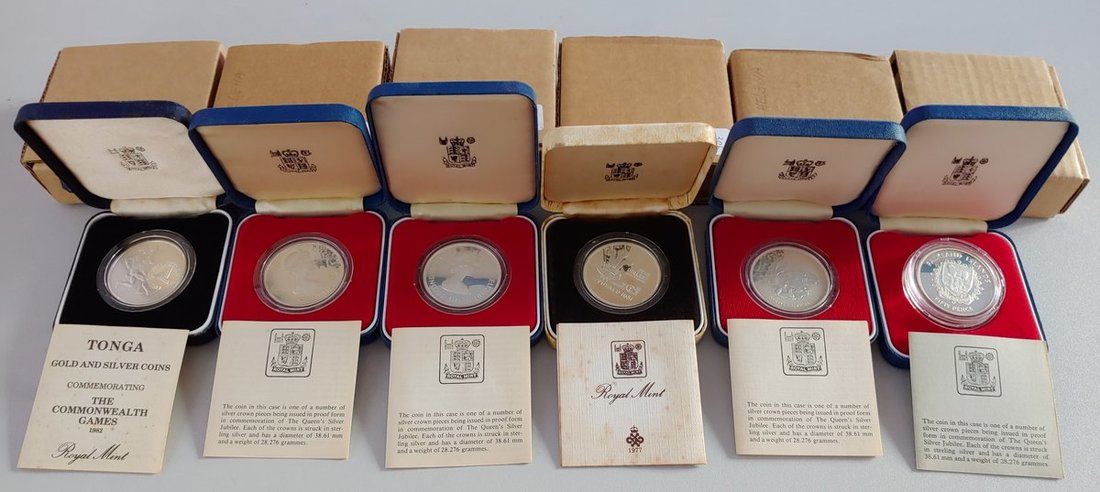 ROYAL MINT
ROYAL MINT
TONGA
GOLD AND SILVER COINS
COMMEMORATING
THE
COMMONWEALTH
GAMES
1982
Royal Mint
ROYAL MINT
The coin in this case is one of a number of
silver crown pieces being issued in proof form
in commemoration of The Queen's Silver
Jubilee. Each of the crowns is struck in ster-
ling silver and has a diameter of 38.61 mm
and a weight of 28.276 grammes.
ROYAL MINT
The coin in this case is one of a number of
silver crown pieces being issued in proof form
in commemoration of The Queen's Silver
Jubilee. Each of the crowns is struck in ster-
ling silver and has a diameter of 38.61 mm
and a weight of 28.276 grammes.
ROYAL MINT
Royal Mint
1977
ROYAL MINT
The coin in this case is one of a number of
silver crown pieces being issued in proof form
in commemoration of The Queen's Silver
Jubilee. Each of the crowns is struck in ster-
ling silver and has a diameter of 38.61 mm
and a weight of 28.276 grammes.
FIFTY PENCE
ROYAL MINT
The coin in this case is one of a number of
silver crown pieces being issued in proof form
in commemoration of The Queen's
Silver Jubilee. Each of the crowns is struck
in sterling silver and has a diameter of
38.61 mm and a weight of 28.276 grammes.